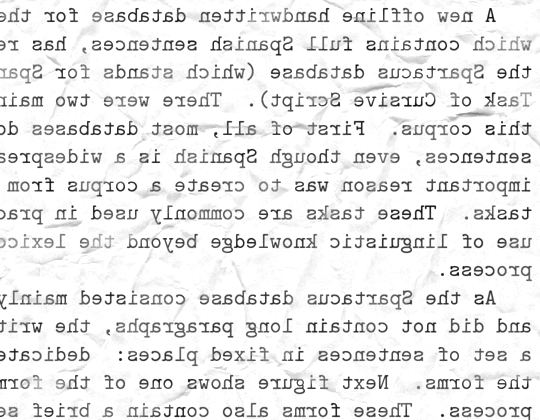 A new offline handwritten database for the
which contains full Spanish sentences, has re
the Spartacus database (which stands for Spar
Task of Cursive Script). There were two main
this corpus. First of all, most databases do
sentences, even though Spanish is a widesprea
important reason was to create a corpus from
tasks. These tasks are commonly used in prac
use of linguistic knowledge beyond the lexico
process.
As the Spartacus database consisted mainly
and did not contain long paragraphs, the writ
a set of sentences in fixed places: dedicate
the forms. Next figure shows one of the form
process. These forms also contain a brief se